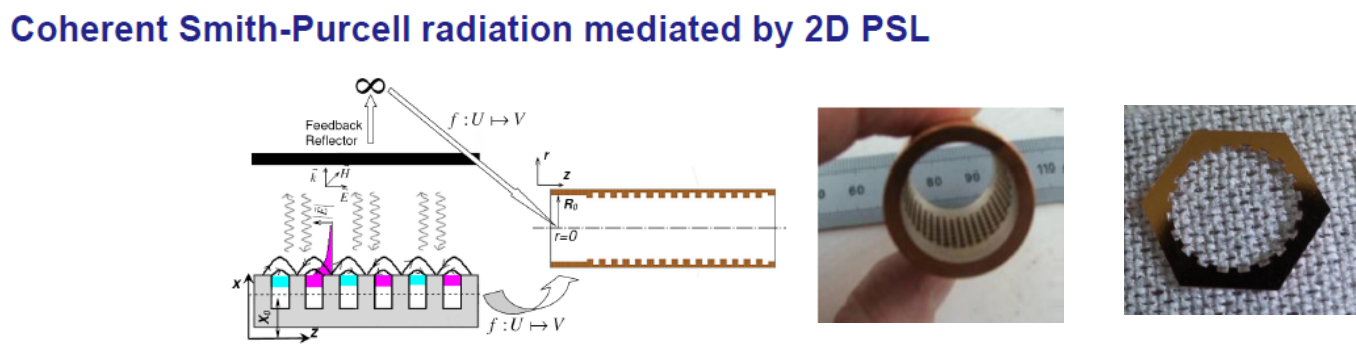 Coherent Smith-Purcell radiation mediated by 2D PSL
∞
f : U ↦ V
Feedback
Reflector
k⃗ H
E
|E|
r
z
R₀
r=0
x
X₀
z
f : U ↦ V
60 80 90 110